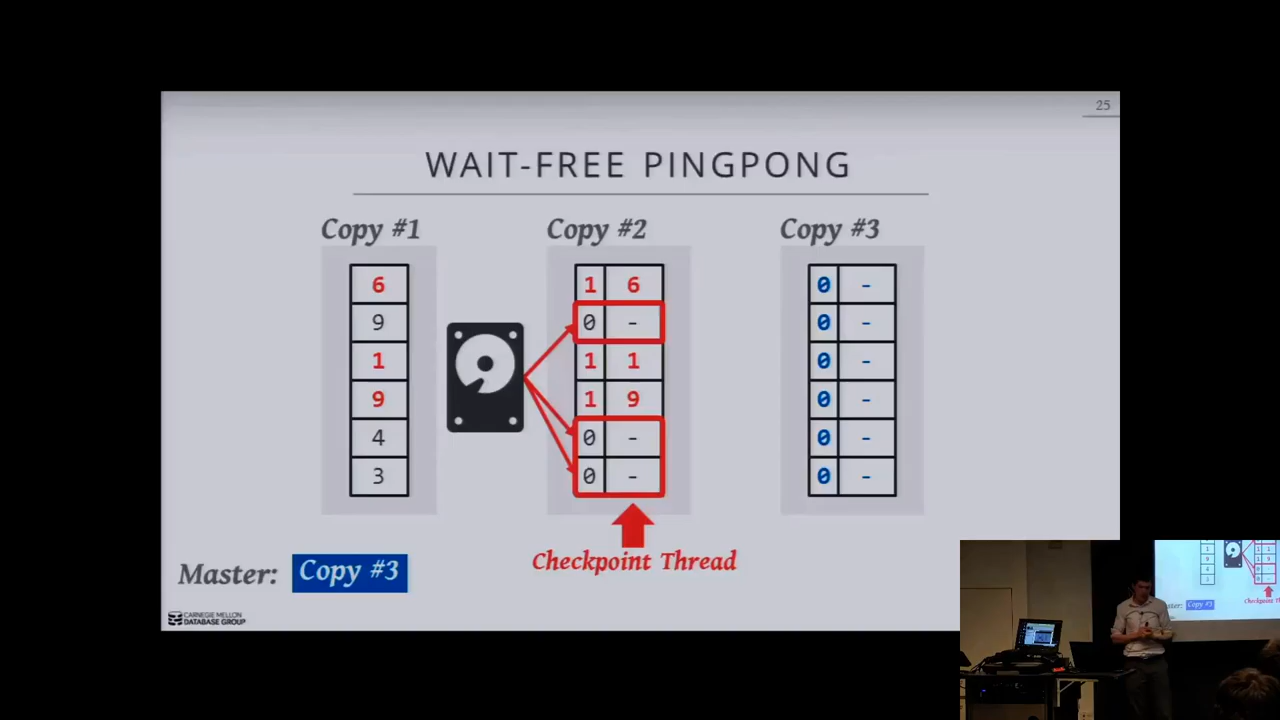 25
WAIT-FREE PINGPONG
Copy #1
Copy #2
Copy #3
6
1 6
0 -
9
0 -
0 -
1
1 1
0 -
9
1 9
0 -
4
0 -
0 -
3
0 -
0 -
Checkpoint Thread
Master: Copy #3
CARNEGIE MELLON
DATABASE GROUP